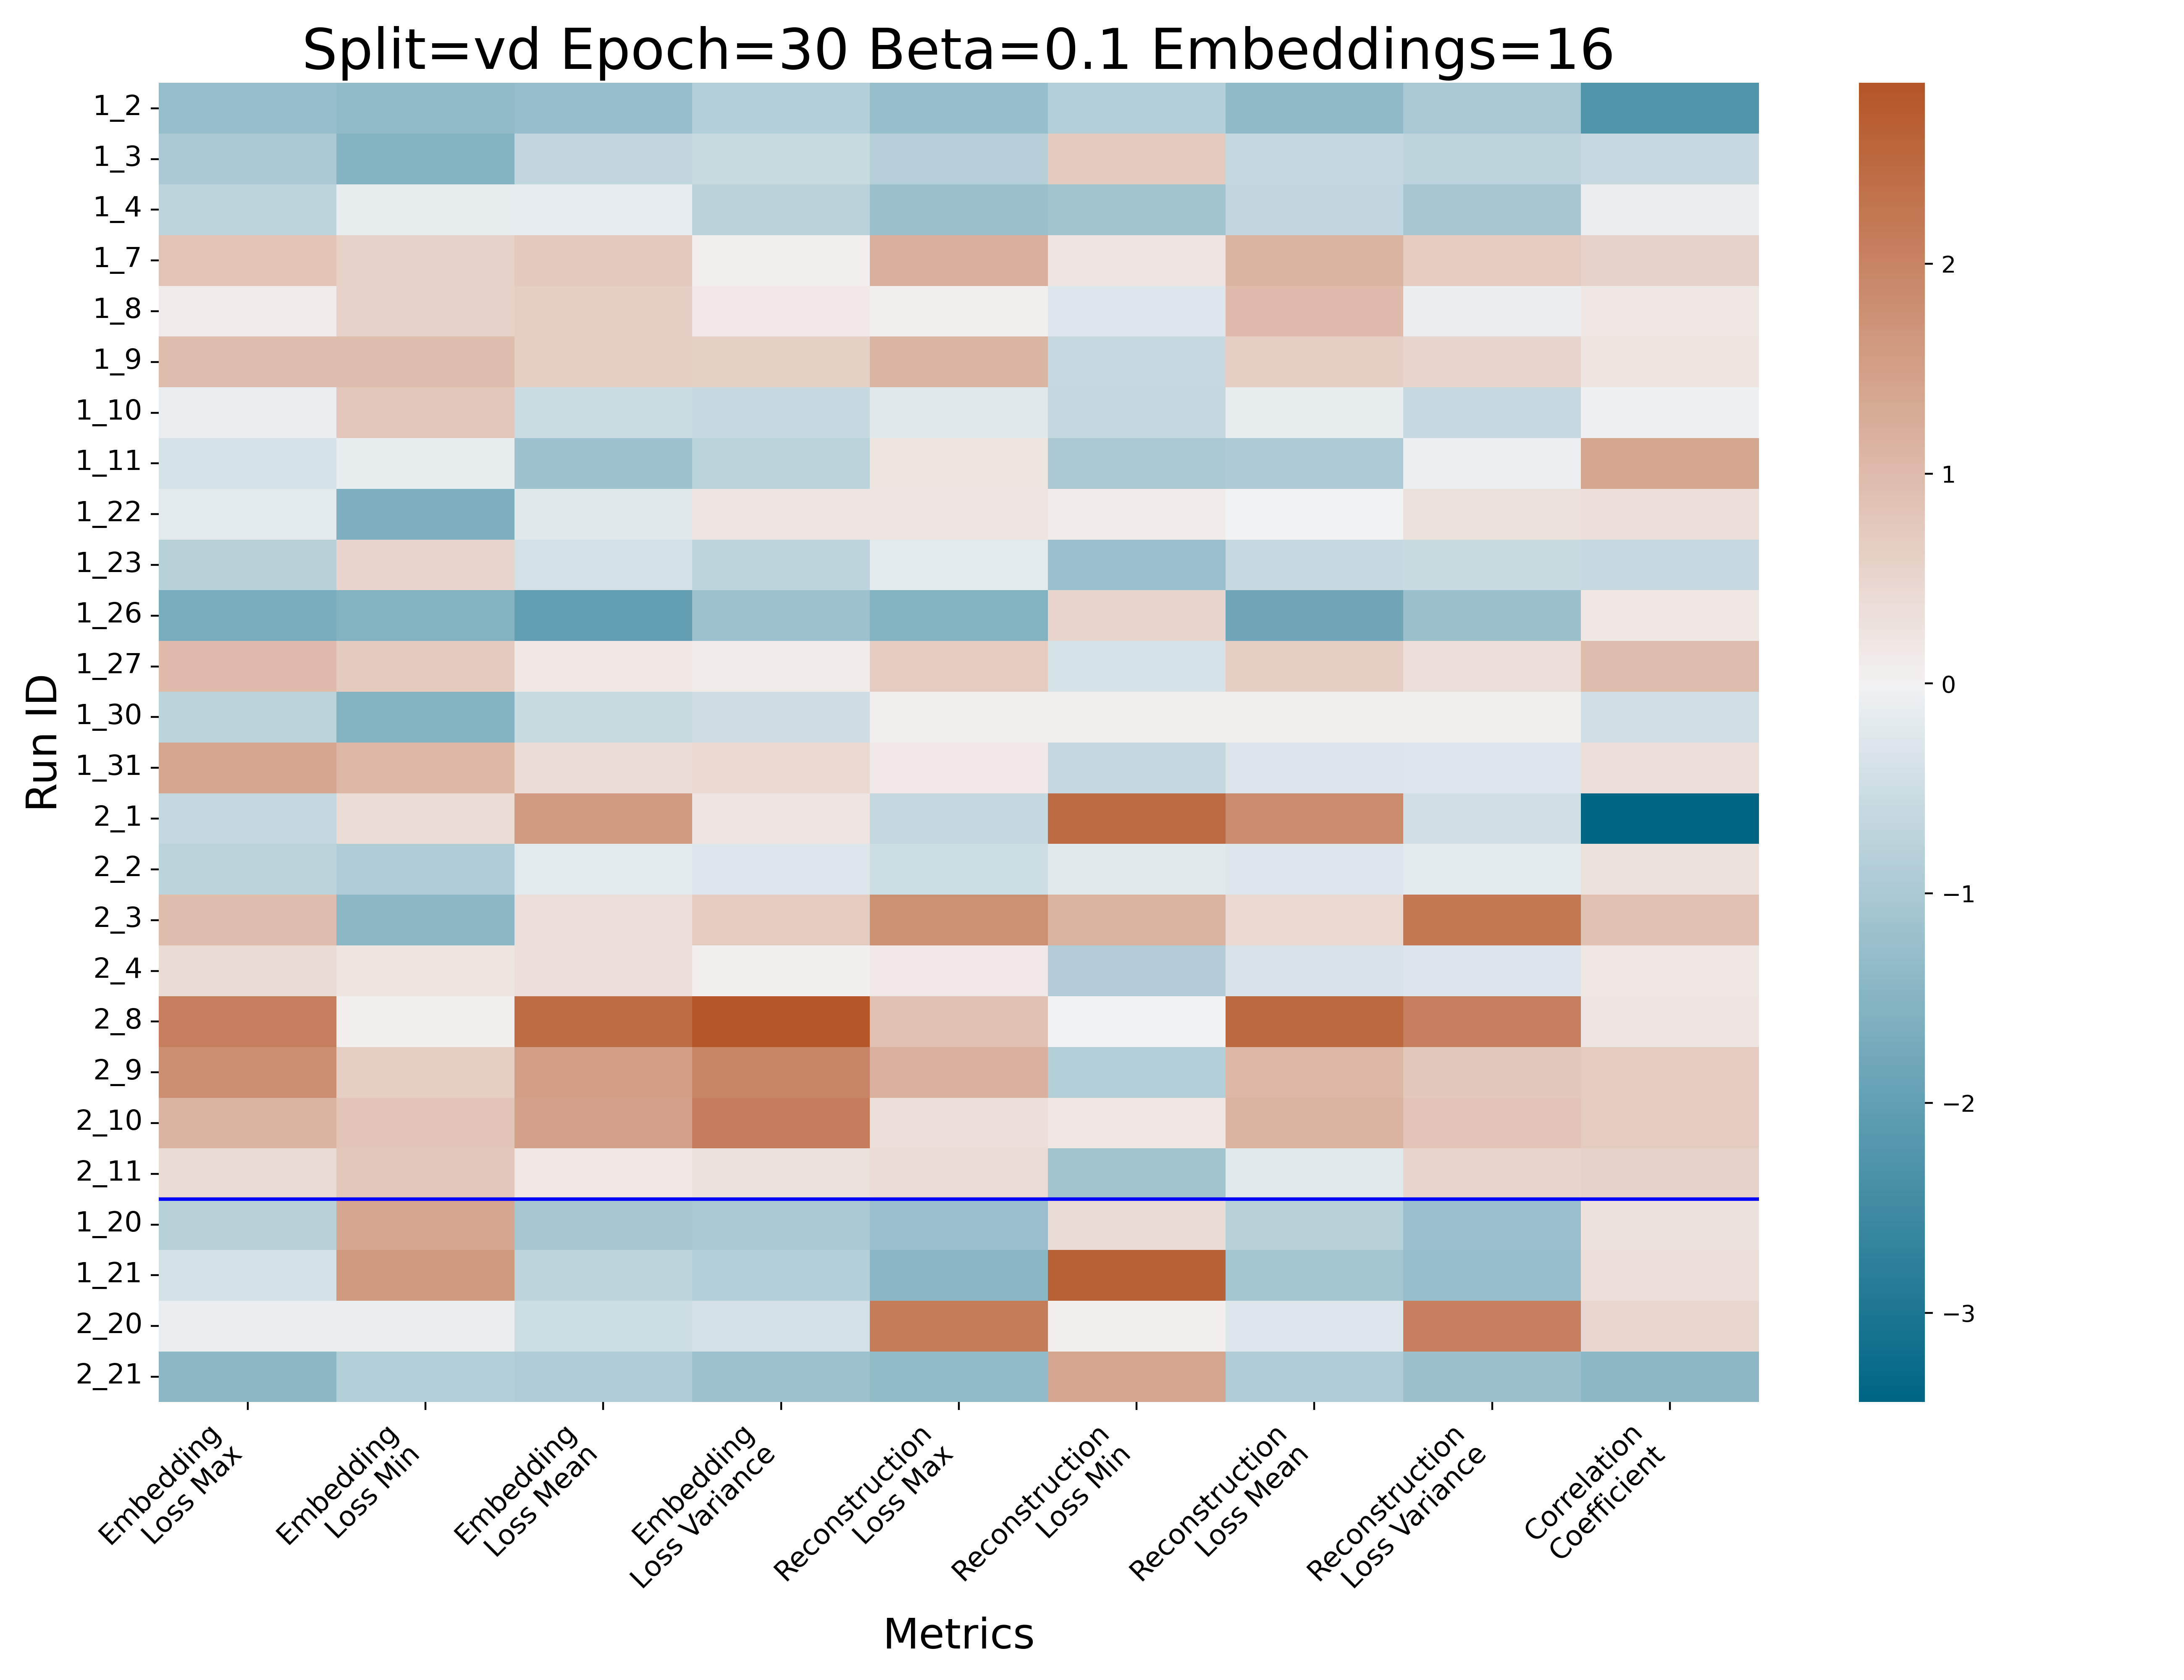 Split=vd Epoch=30 Beta=0.1 Embeddings=16
Run ID
1_2
1_3
1_4
1_7
1_8
1_9
1_10
1_11
1_22
1_23
1_26
1_27
1_30
1_31
2_1
2_2
2_3
2_4
2_8
2_9
2_10
2_11
1_20
1_21
2_20
2_21
Embedding
Loss Max
Embedding
Loss Min
Embedding
Loss Mean
Embedding
Loss Variance
Reconstruction
Loss Max
Reconstruction
Loss Min
Reconstruction
Loss Mean
Reconstruction
Loss Variance
Correlation
Coefficient
Metrics
2
1
0
−1
−2
−3